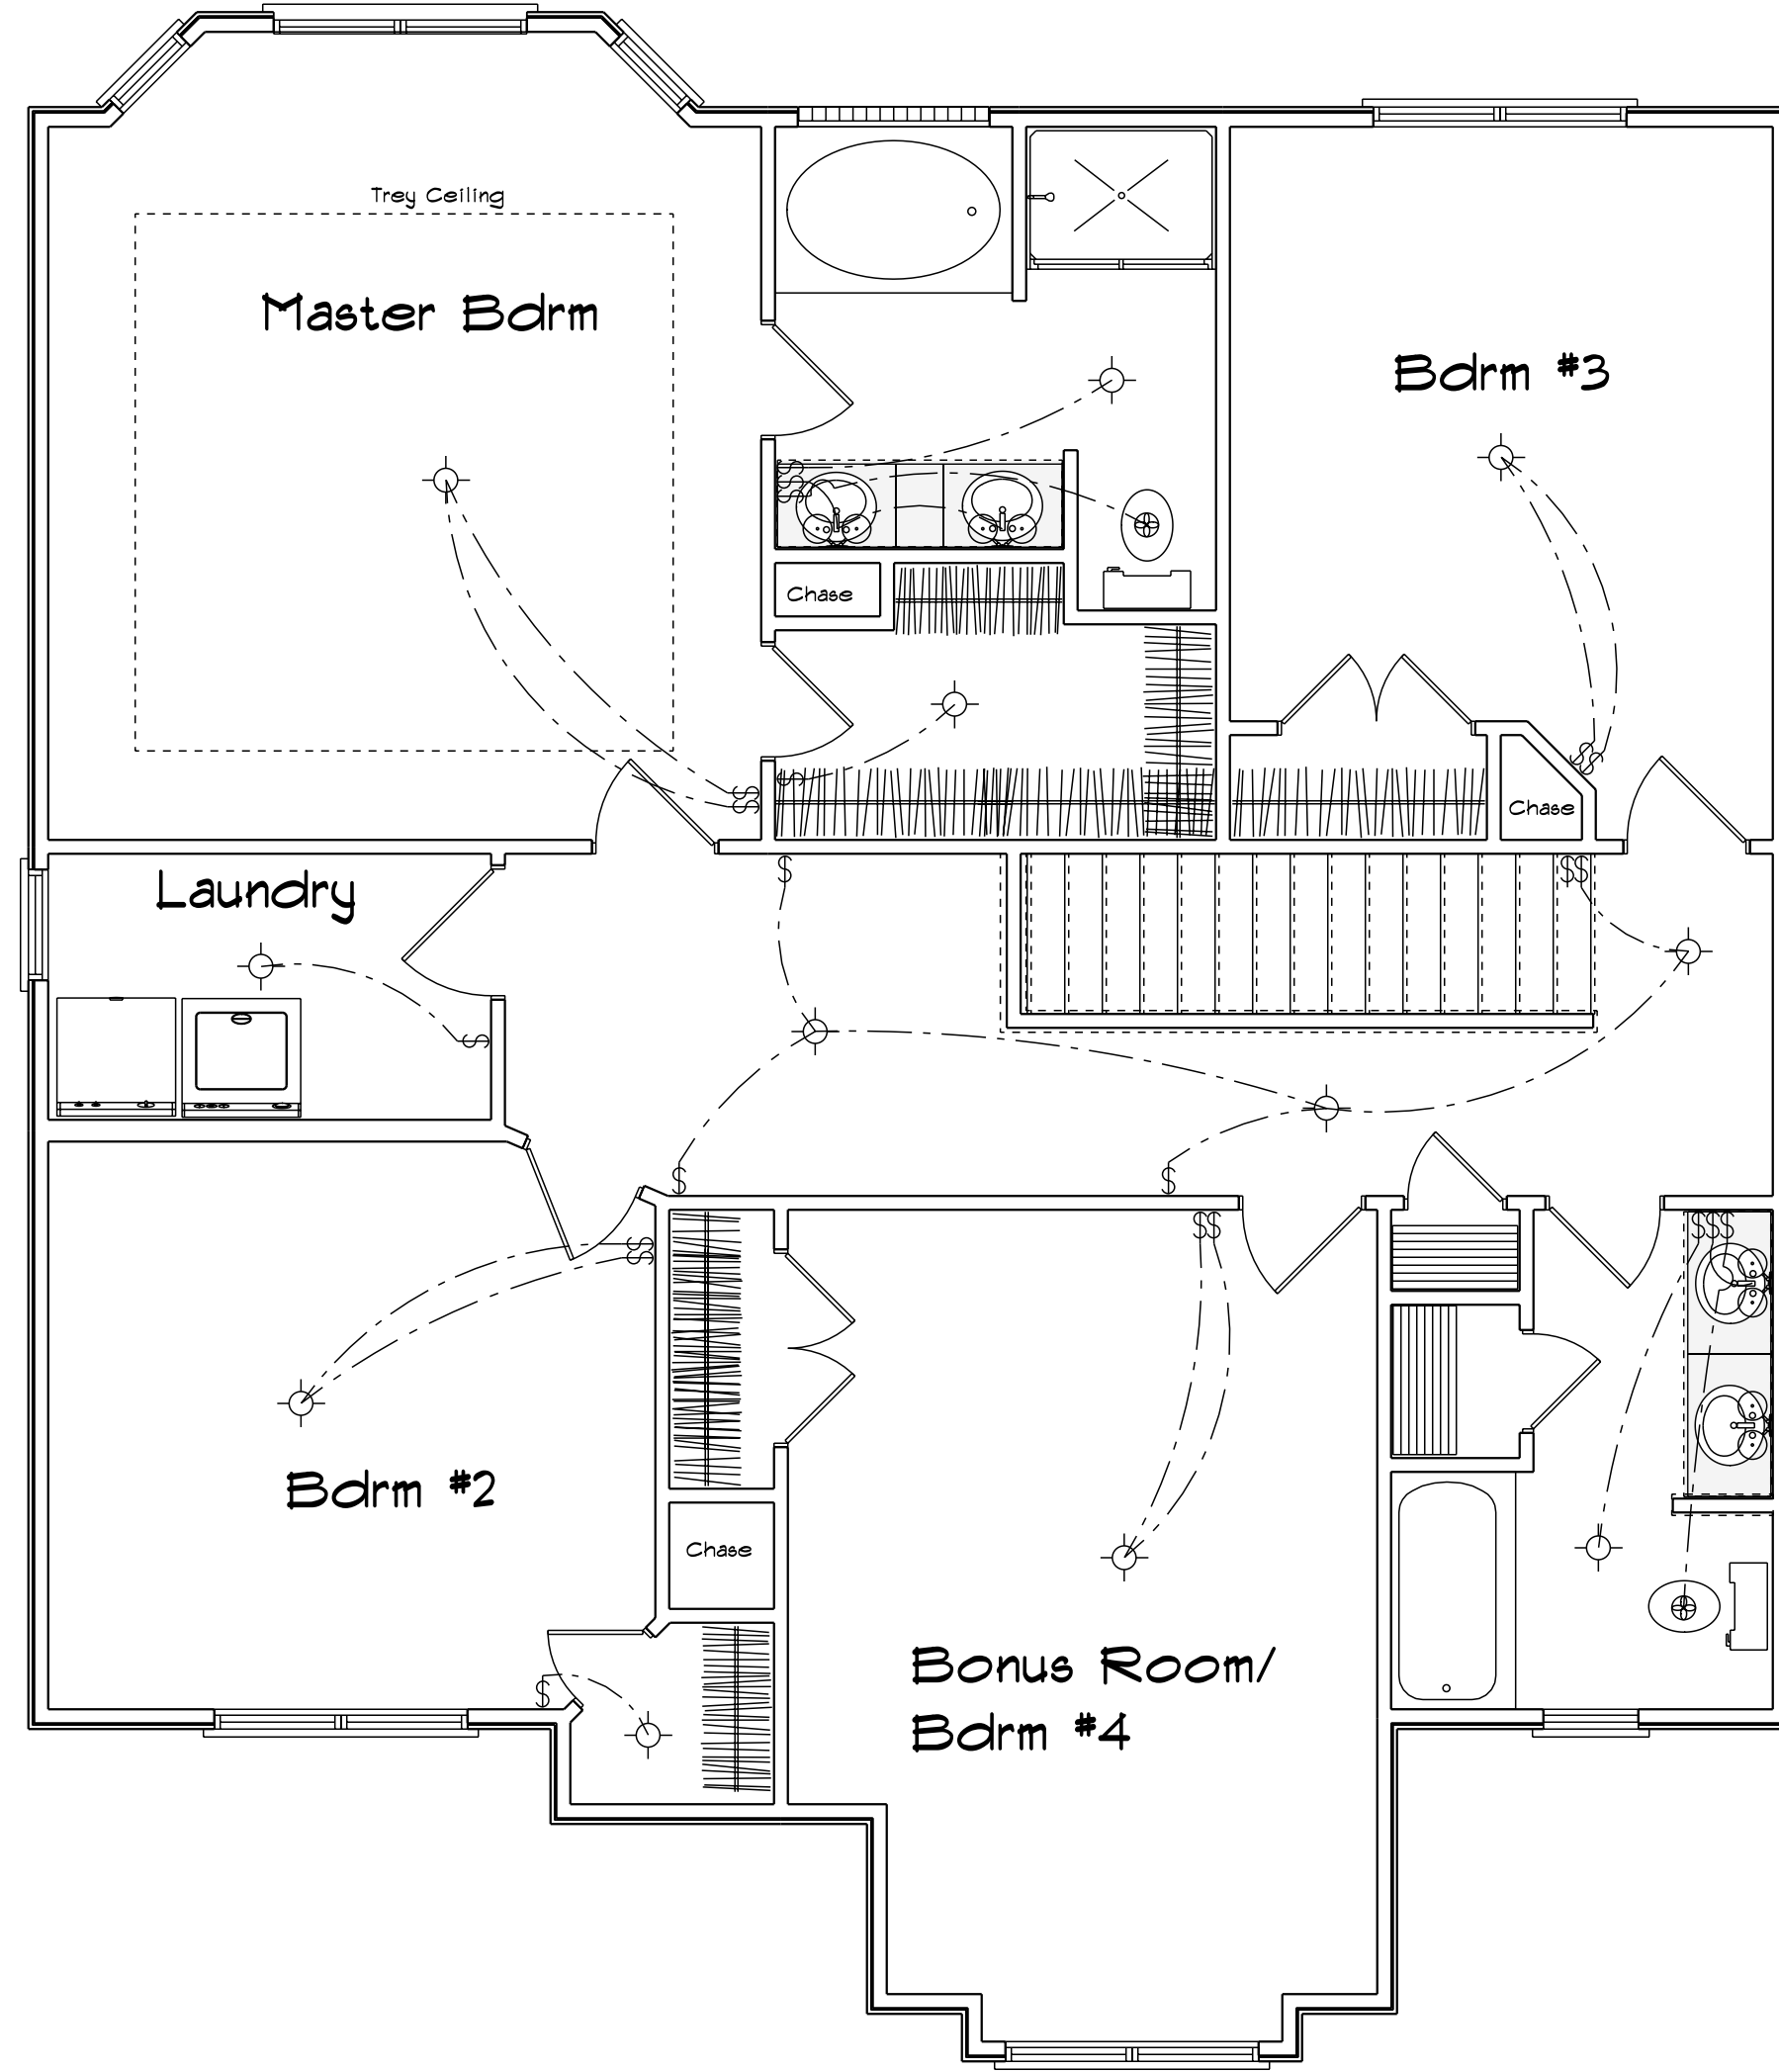 Trey Ceiling
Master Bdrm
Bdrm #3
Chase
Chase
Laundry
$
$$
$
$
$$
$$$
Bdrm #2
Chase
Bonus Room/
Bdrm #4
$